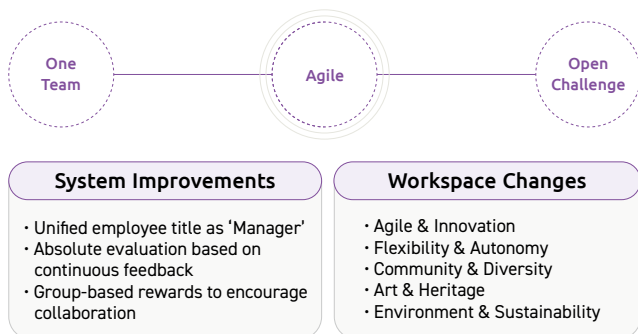 One
Team
Agile
Open
Challenge
System Improvements
· Unified employee title as ‘Manager’
· Absolute evaluation based on
continuous feedback
· Group-based rewards to encourage
collaboration
Workspace Changes
· Agile & Innovation
· Flexibility & Autonomy
· Community & Diversity
· Art & Heritage
· Environment & Sustainability